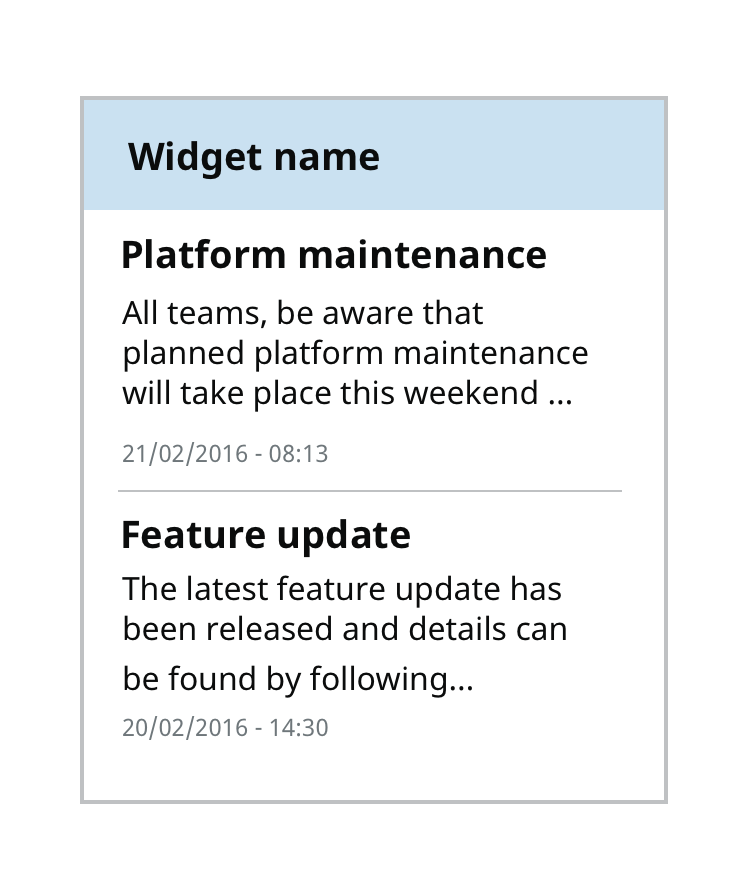 Widget name
Platform maintenance
All teams, be aware that
planned platform maintenance
will take place this weekend ...
21/02/2016 - 08:13
Feature update
The latest feature update has
been released and details can
be found by following...
20/02/2016 - 14:30